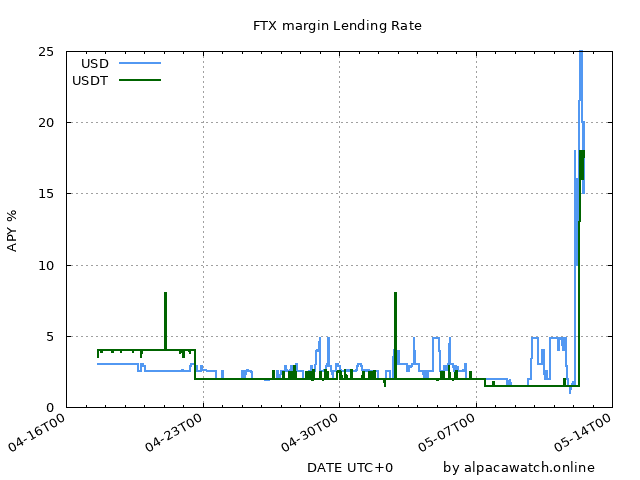 FTX margin Lending Rate
USD
USDT
25
20
15
10
5
0
APY %
04-16T00
04-23T00
04-30T00
05-07T00
05-14T00
DATE UTC+0
by alpacawatch.online